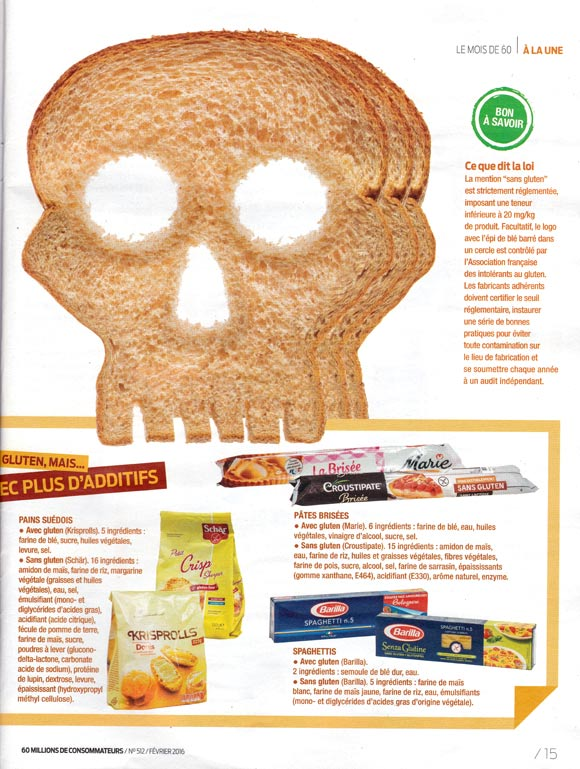 LE MOIS DE 60 | À LA UNE
BON
À SAVOIR
Ce que dit la loi
La mention "sans gluten"
est strictement réglementée,
imposant une teneur
inférieure à 20 mg/kg
de produit. Facultatif, le logo
avec l'épi de blé barré dans
un cercle est contrôlé par
l'Association française
des intolérants au gluten.
Les fabricants adhérents
doivent certifier le seuil
réglementaire, instaurer
une série de bonnes
pratiques pour éviter
toute contamination sur
le lieu de fabrication et
se soumettre chaque année
à un audit indépendant.
GLUTEN, MAIS...
EC PLUS D'ADDITIFS
La Brisée
Marie
CROUSTIPATE
Brisée
SANS GLUTEN
PAINS SUÉDOIS
● Avec gluten (Krisprolls). 5 ingrédients :
farine de blé, sucre, huiles végétales,
levure, sel.
● Sans gluten (Schär). 16 ingrédients :
amidon de maïs, farine de riz, margarine
végétale (graisses et huiles
végétales), eau, sel,
émulsifiant (mono- et
diglycérides d'acides gras),
acidifiant (acide citrique),
fécule de pomme de terre,
farine de maïs, sucre,
poudres à lever (glucono-
delta-lactone, carbonate
acide de sodium), protéine
de lupin, dextrose, levure,
épaississant (hydroxypropyl
méthyl cellulose).
Schär
Crisp
KRISPROLLS
Dorés
PÂTES BRISÉES
● Avec gluten (Marie). 6 ingrédients : farine de blé, eau, huiles
végétales, vinaigre d'alcool, sucre, sel.
● Sans gluten (Croustipate). 15 ingrédients : amidon de maïs,
eau, farine de riz, huiles et graisses végétales, fibres végétales,
farine de pois, sucre, alcool, sel, farine de sarrasin, épaississants
(gomme xanthane, E464), acidifiant (E330), arôme naturel, enzyme.
Barilla
SPAGHETTI n.5
Bolognese
Barilla
Senza Glutine
SPAGHETTI n.5
SPAGHETTIS
● Avec gluten (Barilla).
2 ingrédients : semoule de blé dur, eau.
● Sans gluten (Barilla). 5 ingrédients : farine de maïs
blanc, farine de maïs jaune, farine de riz, eau, émulsifiants
(mono- et diglycérides d'acides gras d'origine végétale).
60 MILLIONS DE CONSOMMATEURS / N° 512 / FÉVRIER 2016
/ 15